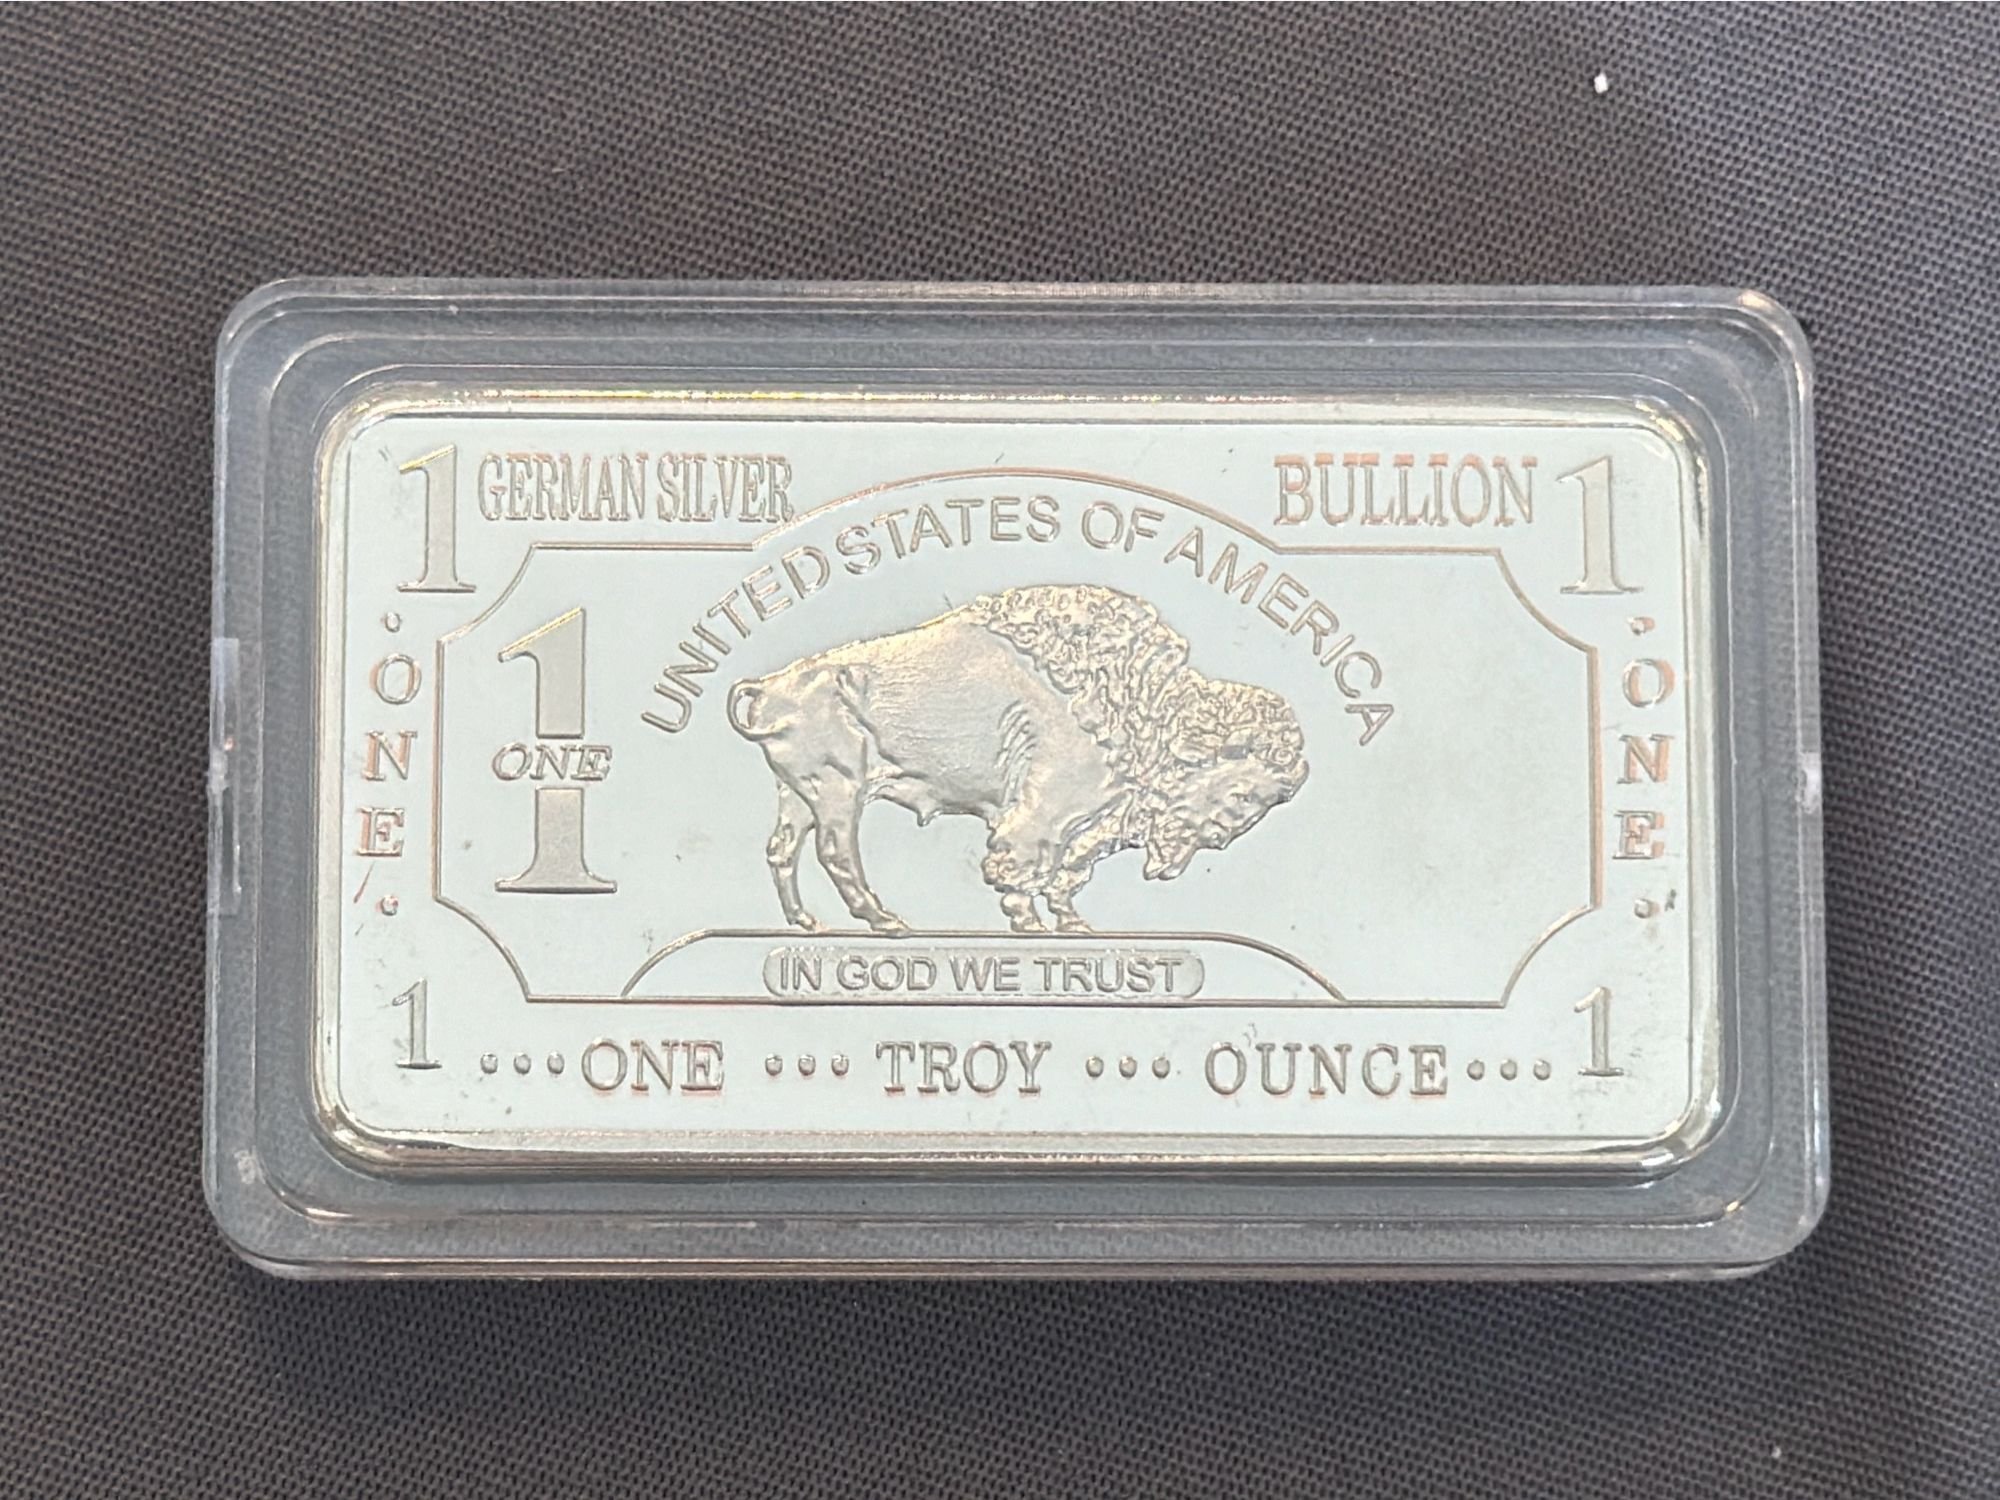 1 GERMAN SILVER BULLION 1
UNITED STATES OF AMERICA
· ONE ·
1
ONE
· ONE ·
IN GOD WE TRUST
1 ··· ONE ··· TROY ··· OUNCE ··· 1